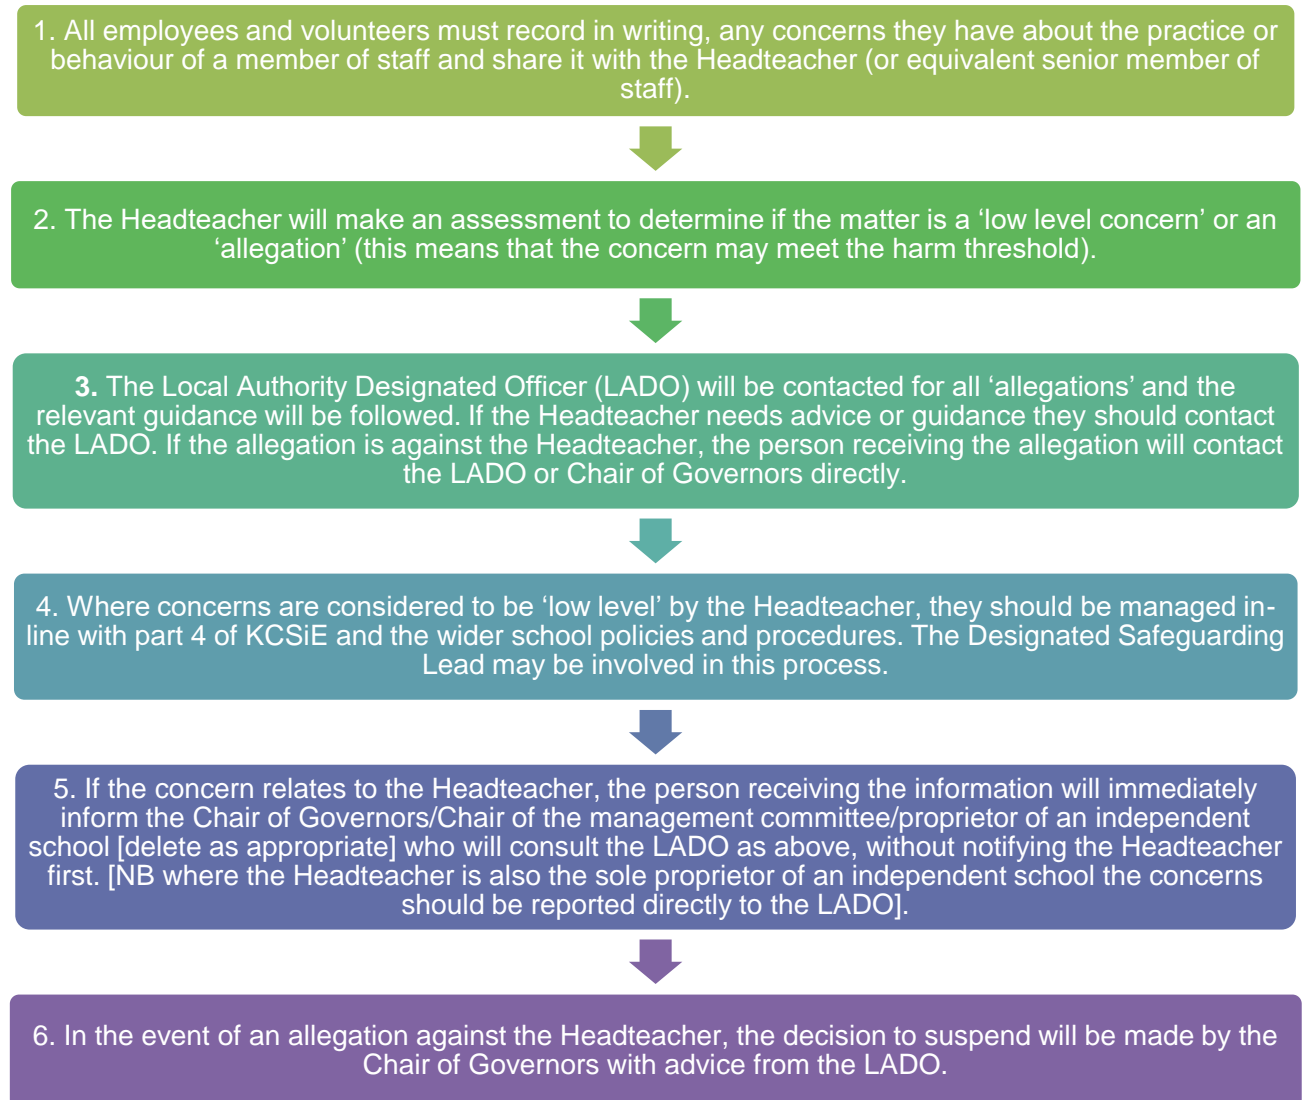 1. All employees and volunteers must record in writing, any concerns they have about the practice or
behaviour of a member of staff and share it with the Headteacher (or equivalent senior member of
staff).
2. The Headteacher will make an assessment to determine if the matter is a ‘low level concern’ or an
‘allegation’ (this means that the concern may meet the harm threshold).
3. The Local Authority Designated Officer (LADO) will be contacted for all ‘allegations’ and the
relevant guidance will be followed. If the Headteacher needs advice or guidance they should contact
the LADO. If the allegation is against the Headteacher, the person receiving the allegation will contact
the LADO or Chair of Governors directly.
4. Where concerns are considered to be ‘low level’ by the Headteacher, they should be managed in-
line with part 4 of KCSiE and the wider school policies and procedures. The Designated Safeguarding
Lead may be involved in this process.
5. If the concern relates to the Headteacher, the person receiving the information will immediately
inform the Chair of Governors/Chair of the management committee/proprietor of an independent
school [delete as appropriate] who will consult the LADO as above, without notifying the Headteacher
first. [NB where the Headteacher is also the sole proprietor of an independent school the concerns
should be reported directly to the LADO].
6. In the event of an allegation against the Headteacher, the decision to suspend will be made by the
Chair of Governors with advice from the LADO.